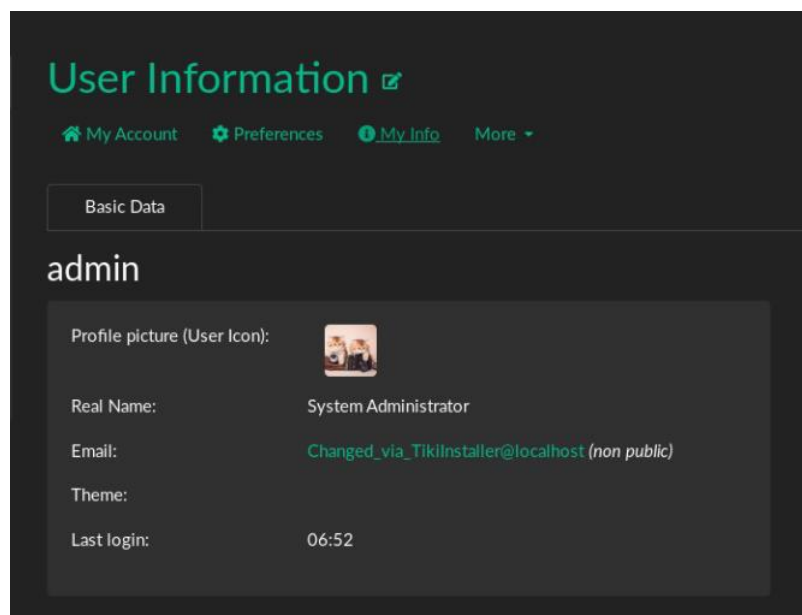 User Information
My Account Preferences My Info More
Basic Data
admin
Profile picture (User Icon):
Real Name: System Administrator
Email: Changed_via_TikiInstaller@localhost (non public)
Theme:
Last login: 06:52